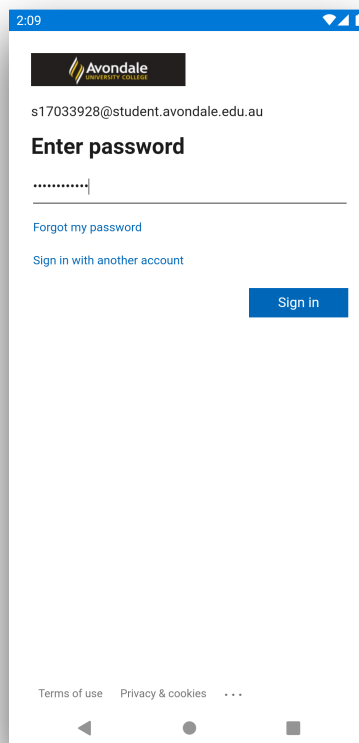 2:09
Avondale
UNIVERSITY COLLEGE
s17033928@student.avondale.edu.au
Enter password
••••••••••••
Forgot my password
Sign in with another account
Sign in
Terms of use Privacy & cookies ...